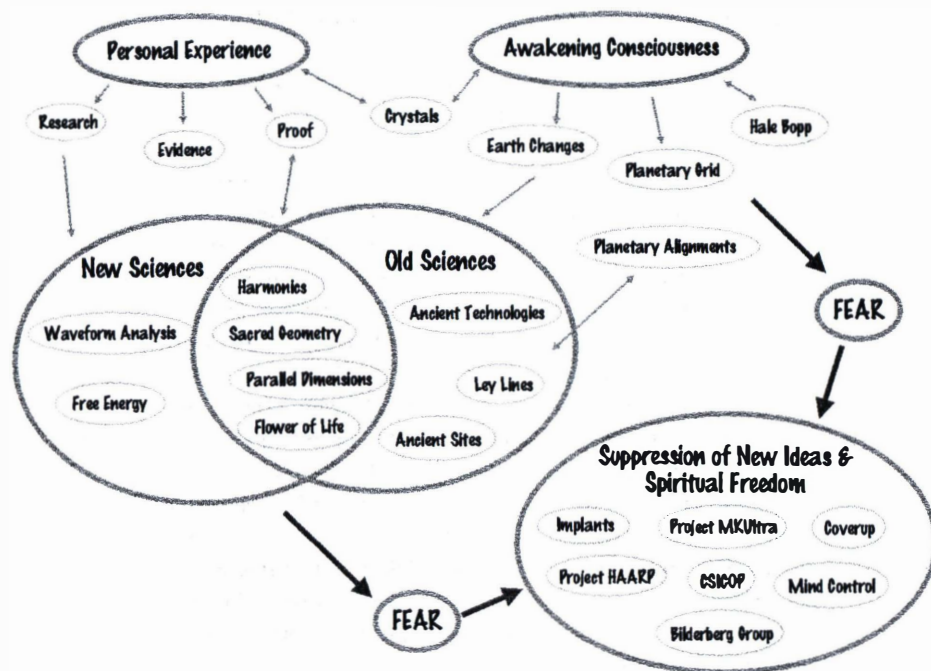 Personal Experience
Awakening Consciousness
Research
Evidence
Proof
Crystals
Earth Changes
Planetary Grid
Hale Bopp
New Sciences
Waveform Analysis
Free Energy
Harmonics
Sacred Geometry
Parallel Dimensions
Flower of Life
Old Sciences
Ancient Technologies
Ley Lines
Ancient Sites
Planetary Alignments
FEAR
FEAR
Suppression of New Ideas &
Spiritual Freedom
Implants
Project MKUltra
Coverup
Project HAARP
CSICOP
Mind Control
Bilderberg Group